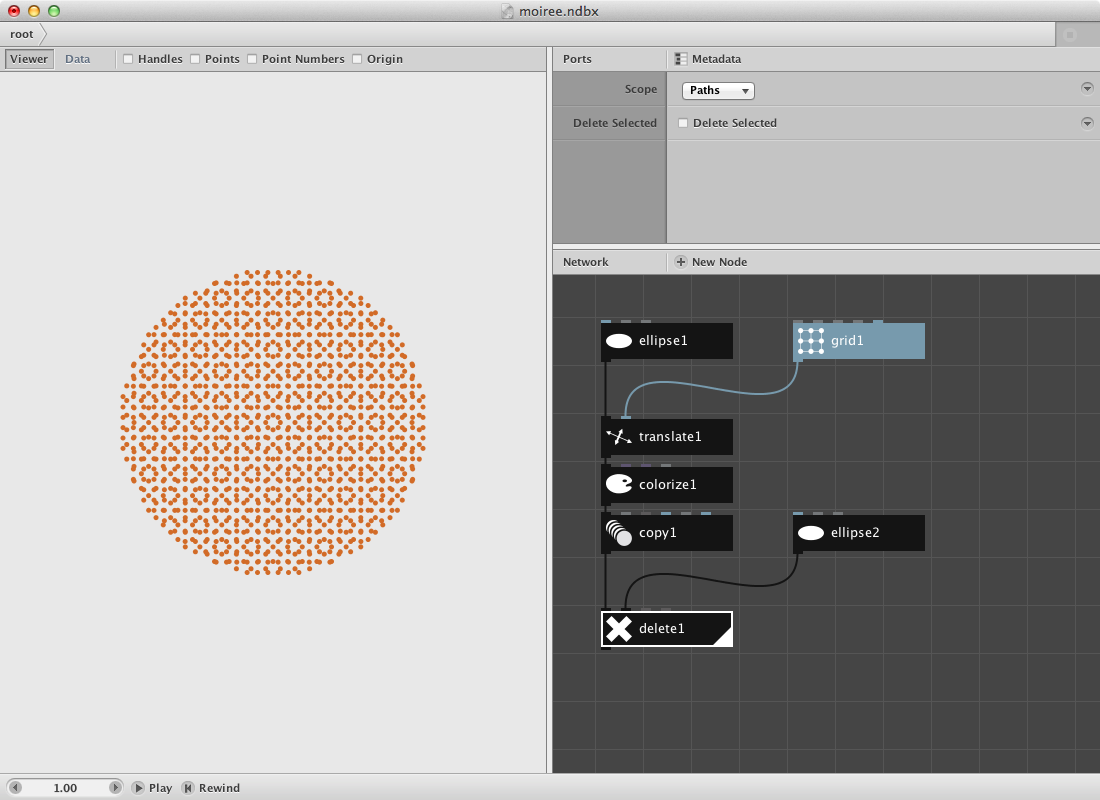 moiree.ndbx
root
Viewer Data Handles Points Point Numbers Origin
Ports Metadata
Scope Paths
Delete Selected Delete Selected
Network New Node
ellipse1 grid1
translate1
colorize1
copy1 ellipse2
delete1
1.00 Play Rewind